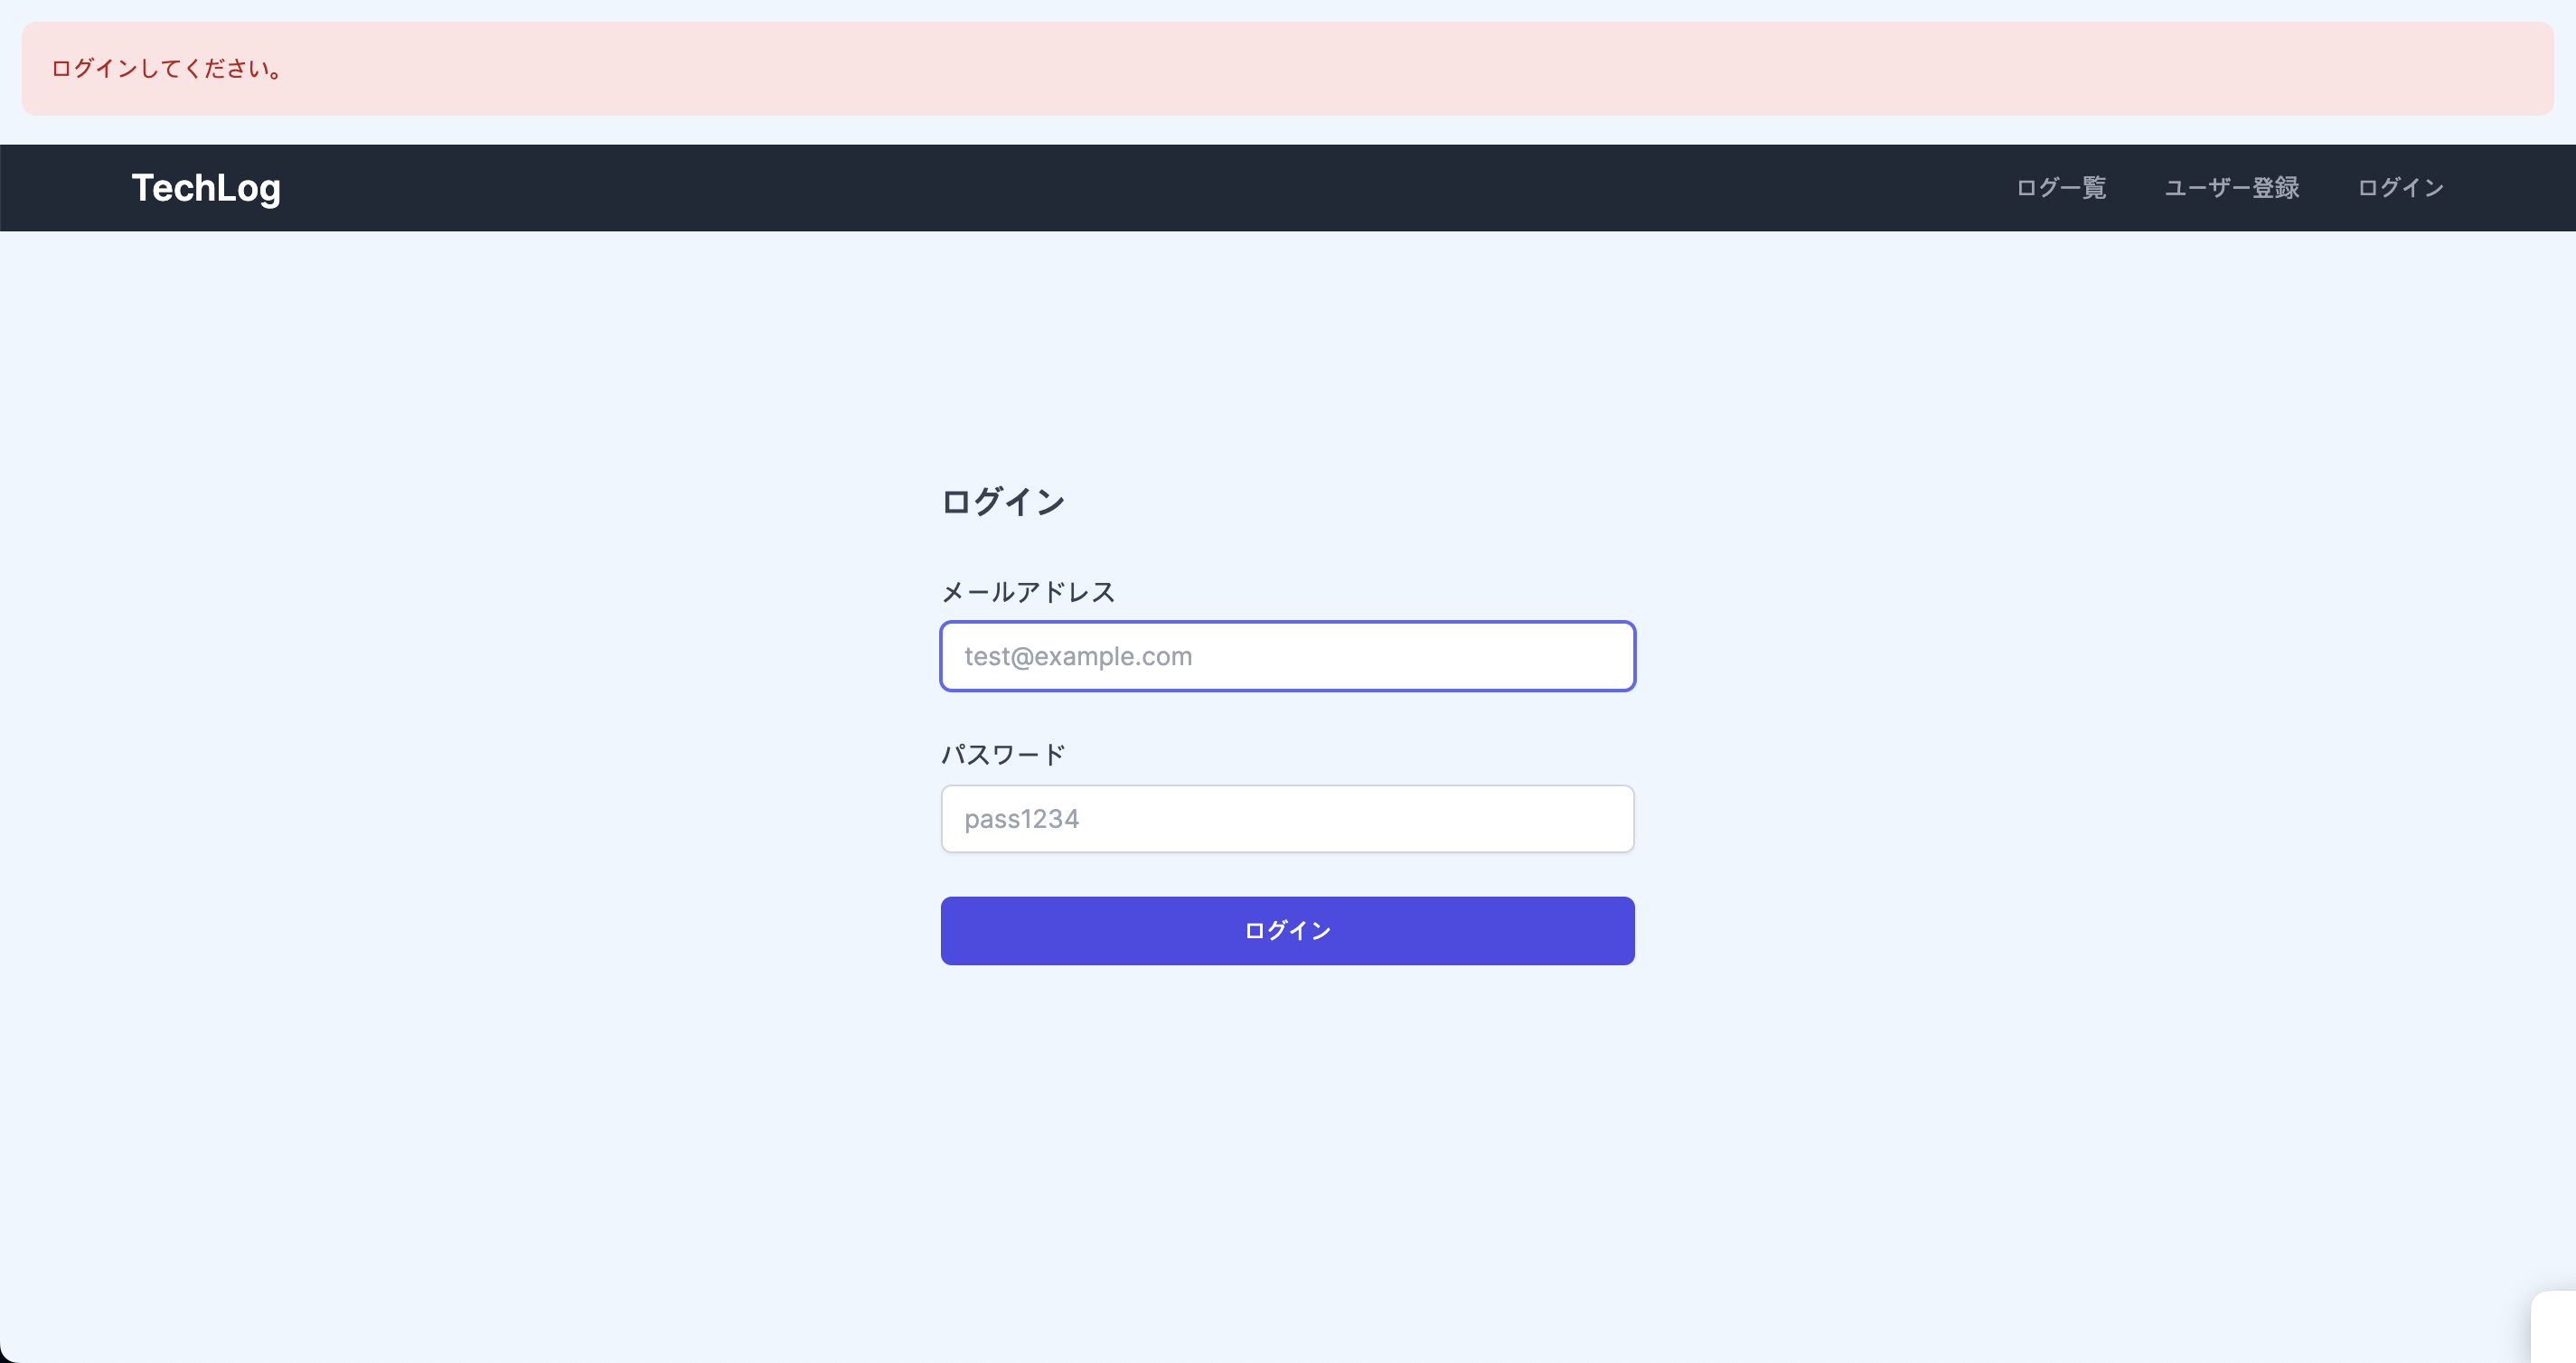 ログインしてください。
TechLog
ログ一覧 ユーザー登録 ログイン
ログイン
メールアドレス
test@example.com
パスワード
pass1234
ログイン